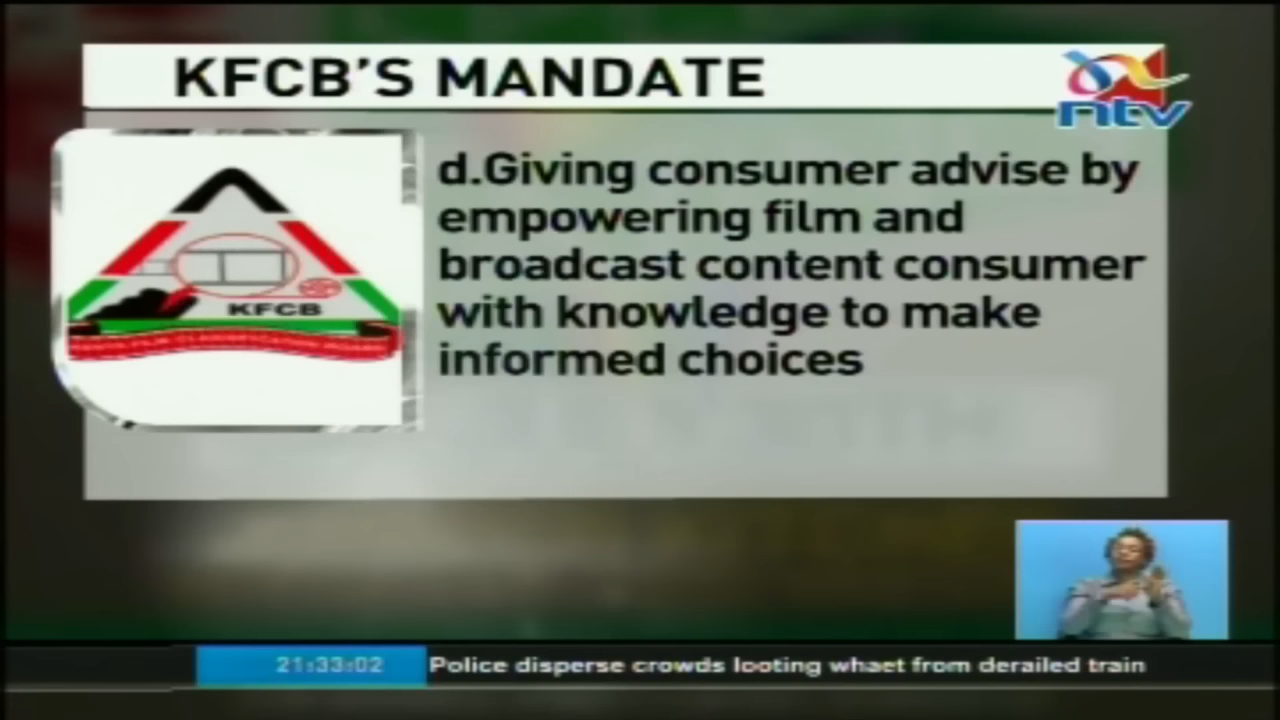 KFCB'S MANDATE
ntv
d.Giving consumer advise by
empowering film and
broadcast content consumer
with knowledge to make
informed choices
KFCB
21:33:02
Police disperse crowds looting whaet from derailed train